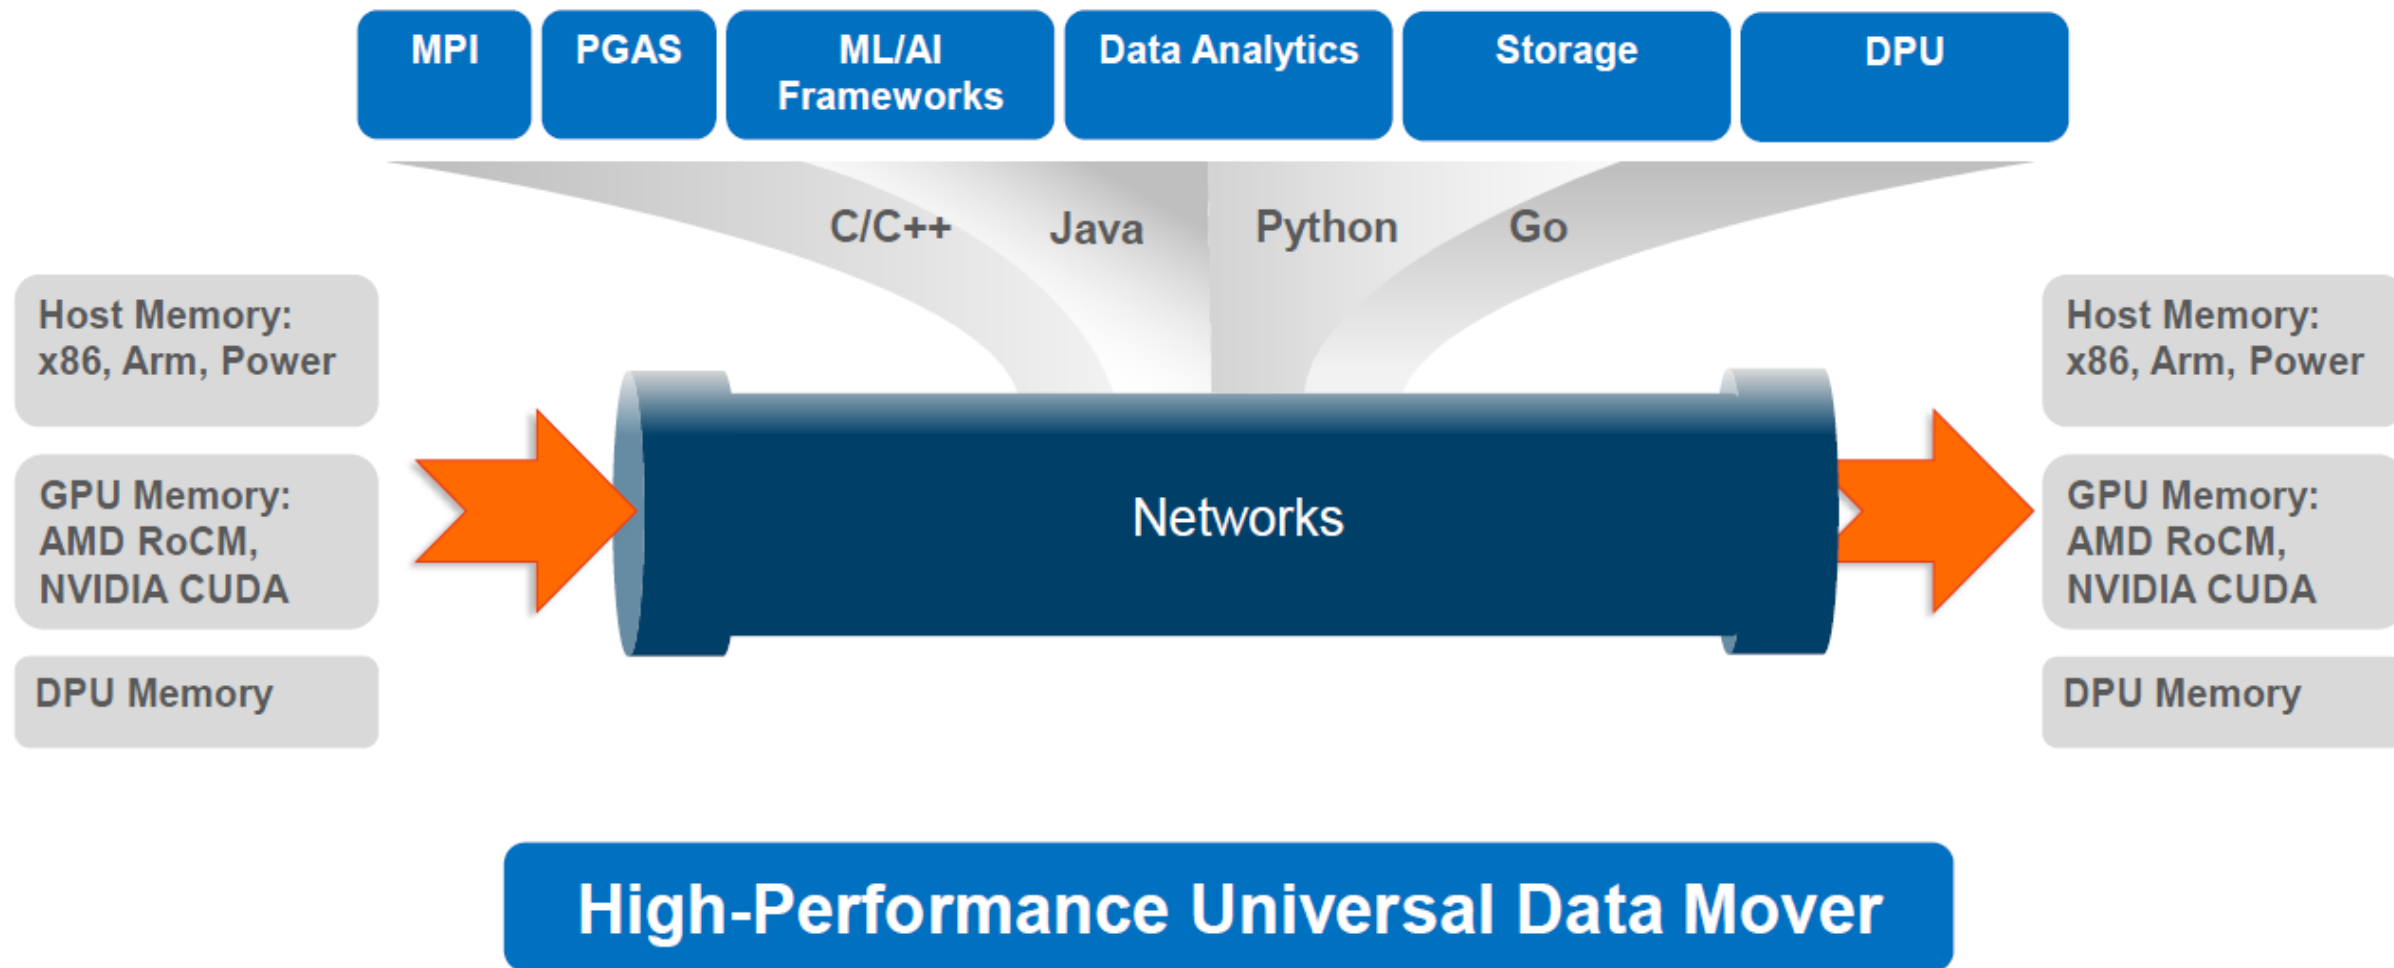 MPI
PGAS
ML/AI
Frameworks
Data Analytics
Storage
DPU
C/C++
Java
Python
Go
Host Memory:
x86, Arm, Power
GPU Memory:
AMD RoCM,
NVIDIA CUDA
DPU Memory
Networks
Host Memory:
x86, Arm, Power
GPU Memory:
AMD RoCM,
NVIDIA CUDA
DPU Memory
High-Performance Universal Data Mover